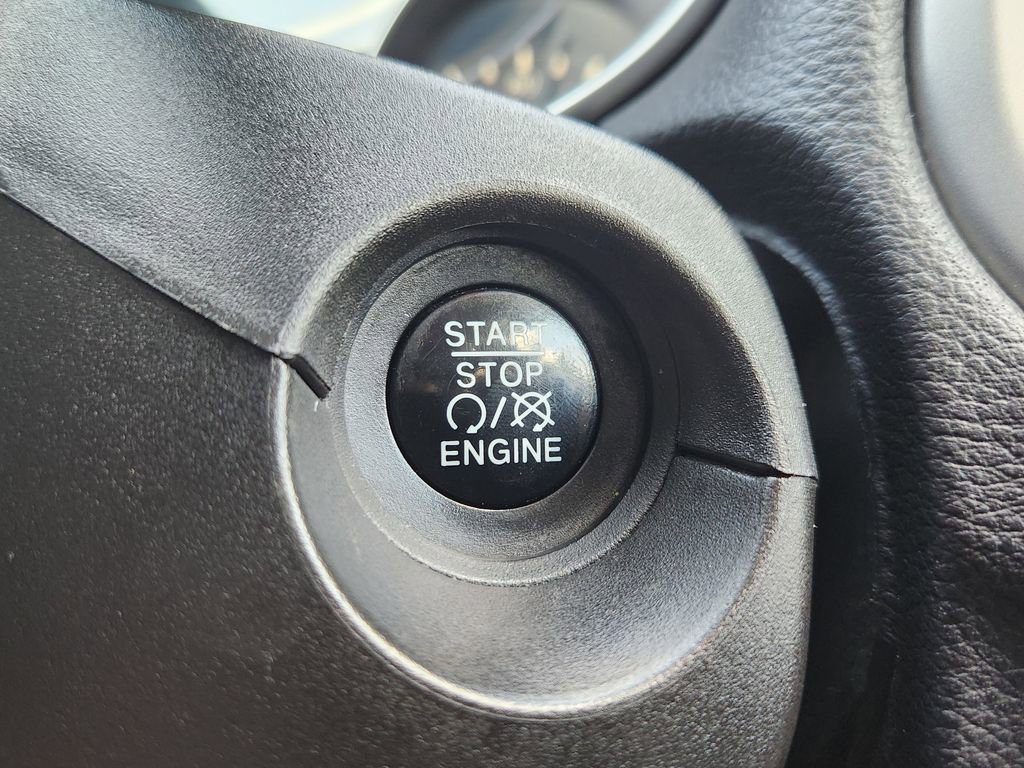 START
STOP
/
ENGINE